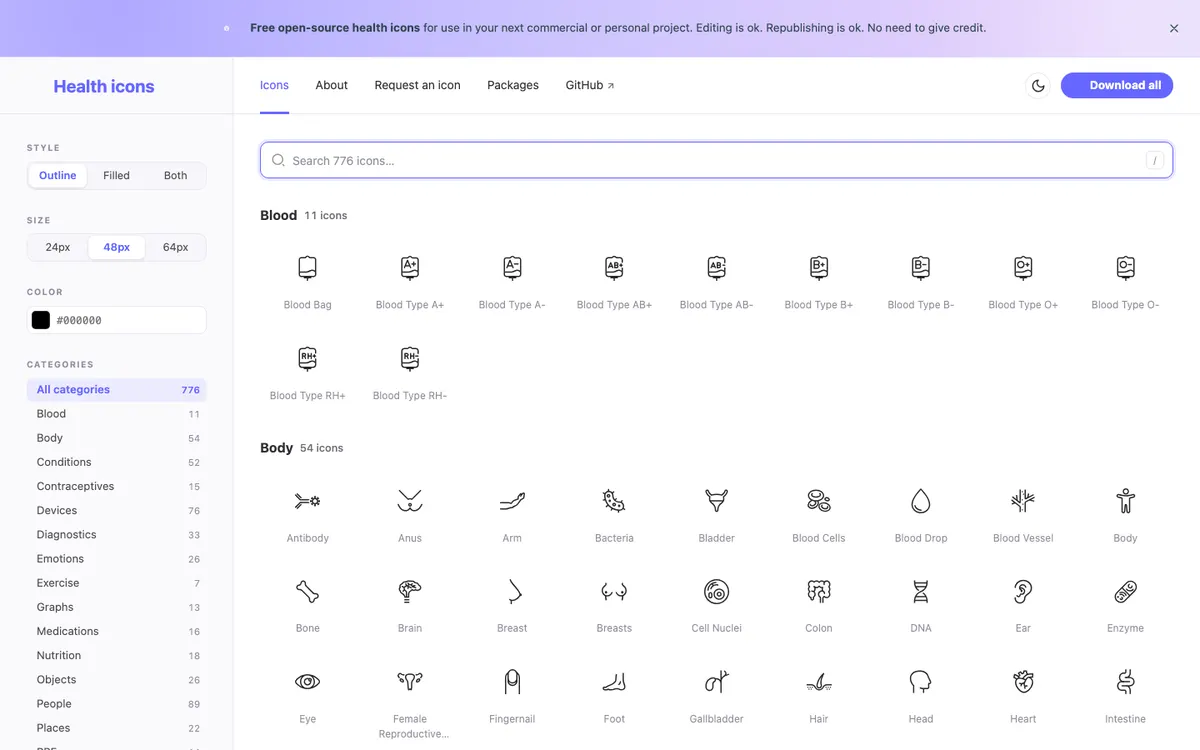 Free open-source health icons for use in your next commercial or personal project. Editing is ok. Republishing is ok. No need to give credit.
Health icons
Icons
About
Request an icon
Packages
GitHub ↗
Download all
STYLE
Outline
Filled
Both
SIZE
24px
48px
64px
COLOR
#000000
CATEGORIES
All categories 776
Blood 11
Body 54
Conditions 52
Contraceptives 15
Devices 76
Diagnostics 33
Emotions 26
Exercise 7
Graphs 13
Medications 16
Nutrition 18
Objects 26
People 89
Places 22
Search 776 icons...
/
Blood 11 icons
A+
A-
AB+
AB-
B+
B-
O+
O-
Blood Bag
Blood Type A+
Blood Type A-
Blood Type AB+
Blood Type AB-
Blood Type B+
Blood Type B-
Blood Type O+
Blood Type O-
RH+
RH-
Blood Type RH+
Blood Type RH-
Body 54 icons
Antibody
Anus
Arm
Bacteria
Bladder
Blood Cells
Blood Drop
Blood Vessel
Body
Bone
Brain
Breast
Breasts
Cell Nuclei
Colon
DNA
Ear
Enzyme
Eye
Female
Reproductive...
Fingernail
Foot
Gallbladder
Hair
Head
Heart
Intestine